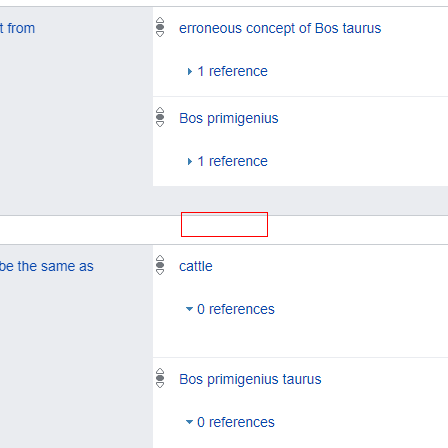 t from
erroneous concept of Bos taurus
1 reference
Bos primigenius
1 reference
be the same as
cattle
0 references
Bos primigenius taurus
0 references